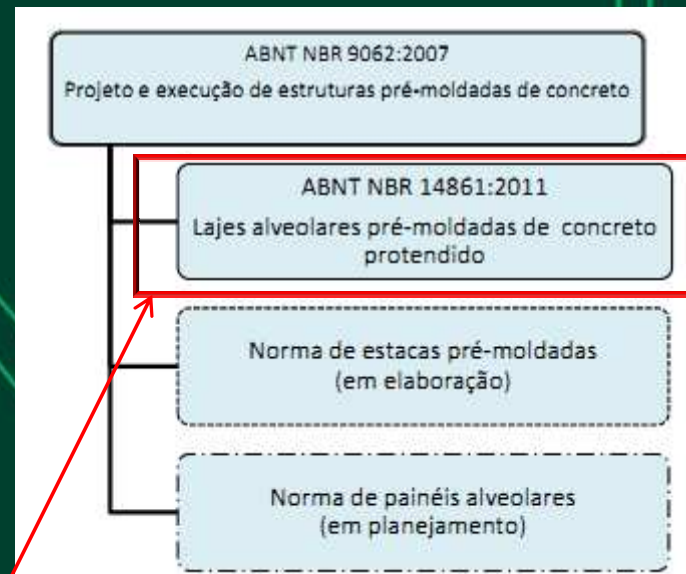 ABNT NBR 9062:2007
Projeto e execução de estruturas pré-moldadas de concreto
ABNT NBR 14861:2011
Lajes alveolares pré-moldadas de concreto
protendido
Norma de estacas pré-moldadas
(em elaboração)
Norma de painéis alveolares
(em planejamento)